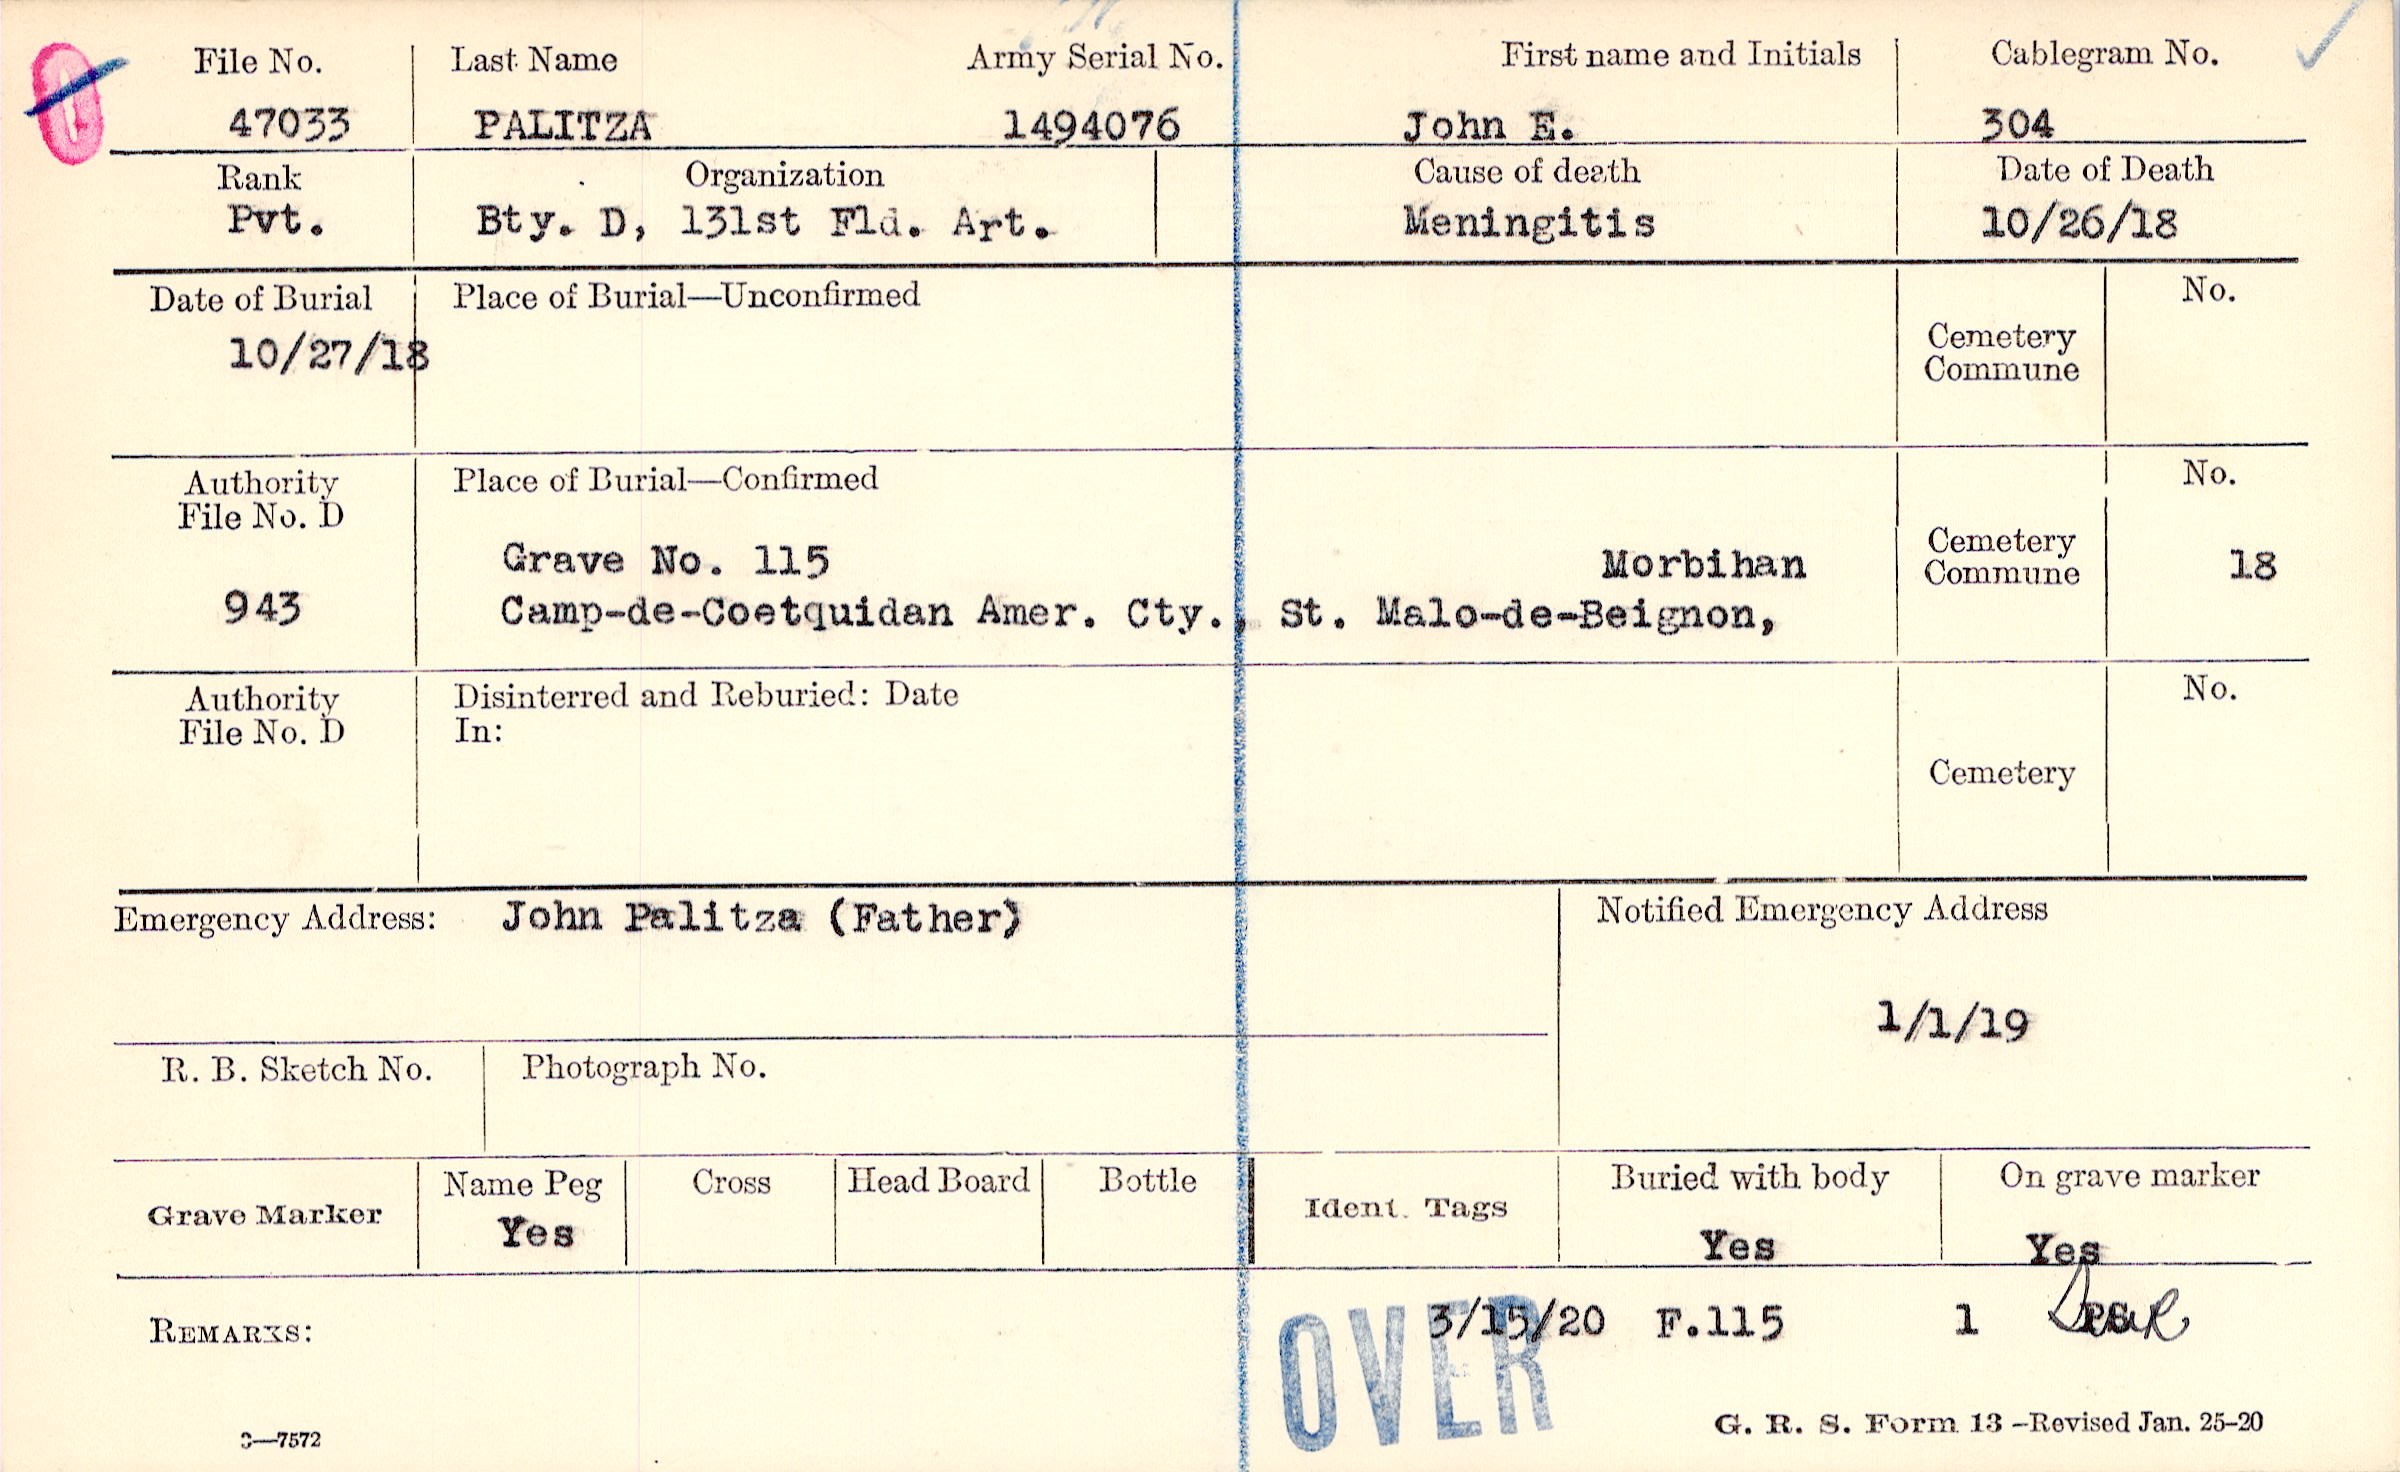 File No. Last Name Army Serial No. First name and Initials Cablegram No.
47033 PALITZA 1494076 John E. 304
Rank Organization Cause of death Date of Death
Pvt. Bty. D, 131st Fld. Art. Meningitis 10/26/18
Date of Burial Place of Burial—Unconfirmed No.
10/27/18 Cemetery
Commune
Authority Place of Burial—Confirmed No.
File No. D
Grave No. 115 Morbihan Cemetery
Commune 18
943 Camp-de-Coetquidan Amer. Cty., St. Malo-de-Beignon,
Authority Disinterred and Reburied: Date No.
File No. D In:
Cemetery
Emergency Address: John Palitza (Father) Notified Emergency Address
1/1/19
R. B. Sketch No. Photograph No.
Grave Marker Name Peg Cross Head Board Bottle Ident. Tags Buried with body On grave marker
Yes Yes Yes
REMARKS: 3/15/20 F.115 1
OVER
3—7572 G. R. S. Form 13 -Revised Jan. 25-20